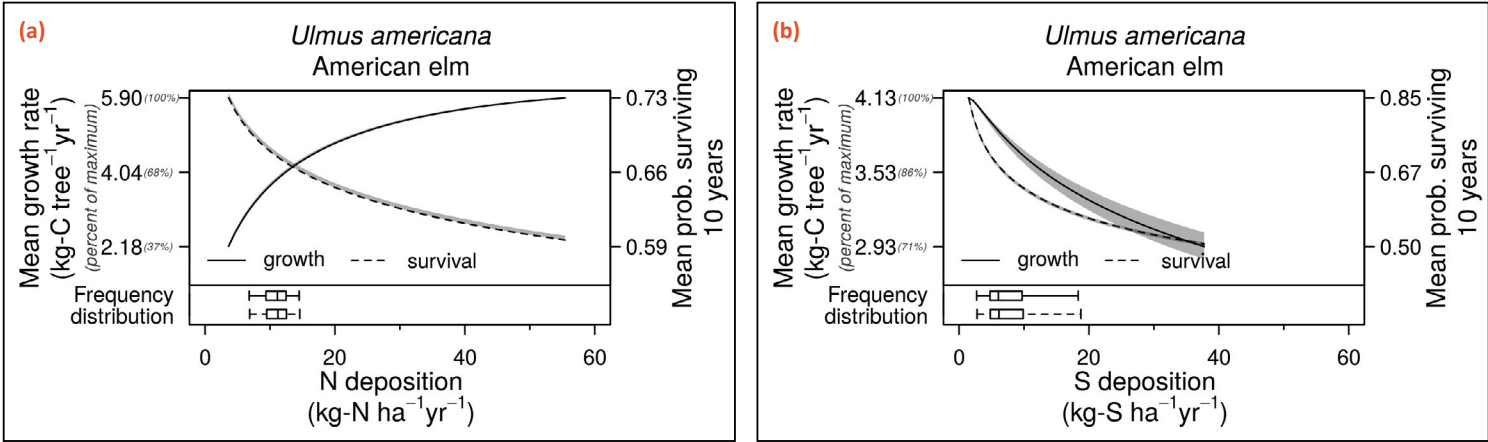 (a)
Ulmus americana
American elm
Mean growth rate
(kg-C tree⁻¹yr⁻¹)
(percent of maximum)
5.90(100%)
4.04(68%)
2.18(37%)
growth
survival
0.73
0.66
0.59
Mean prob. surviving
10 years
Frequency
distribution
0
20
40
60
N deposition
(kg-N ha⁻¹yr⁻¹)
(b)
Ulmus americana
American elm
Mean growth rate
(kg-C tree⁻¹yr⁻¹)
(percent of maximum)
4.13(100%)
3.53(86%)
2.93(71%)
growth
survival
0.85
0.67
0.50
Mean prob. surviving
10 years
Frequency
distribution
0
20
40
60
S deposition
(kg-S ha⁻¹yr⁻¹)